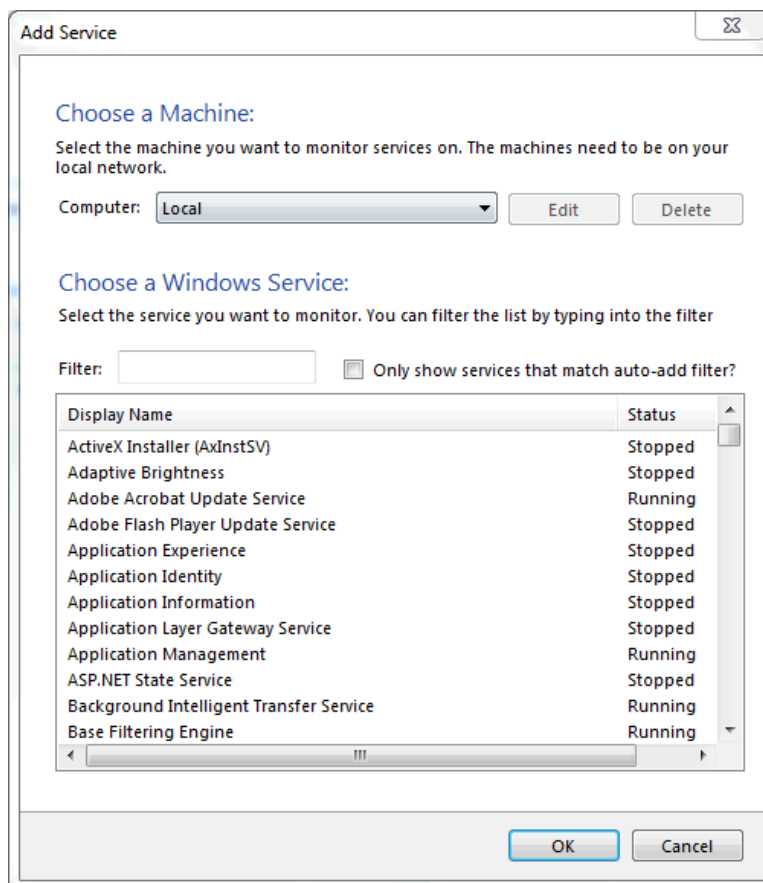 Add Service
Choose a Machine:
Select the machine you want to monitor services on. The machines need to be on your
local network.
Computer: Local Edit Delete
Choose a Windows Service:
Select the service you want to monitor. You can filter the list by typing into the filter
Filter: Only show services that match auto-add filter?
Display Name Status
ActiveX Installer (AxInstSV) Stopped
Adaptive Brightness Stopped
Adobe Acrobat Update Service Running
Adobe Flash Player Update Service Stopped
Application Experience Stopped
Application Identity Stopped
Application Information Stopped
Application Layer Gateway Service Stopped
Application Management Running
ASP.NET State Service Stopped
Background Intelligent Transfer Service Running
Base Filtering Engine Running
OK Cancel